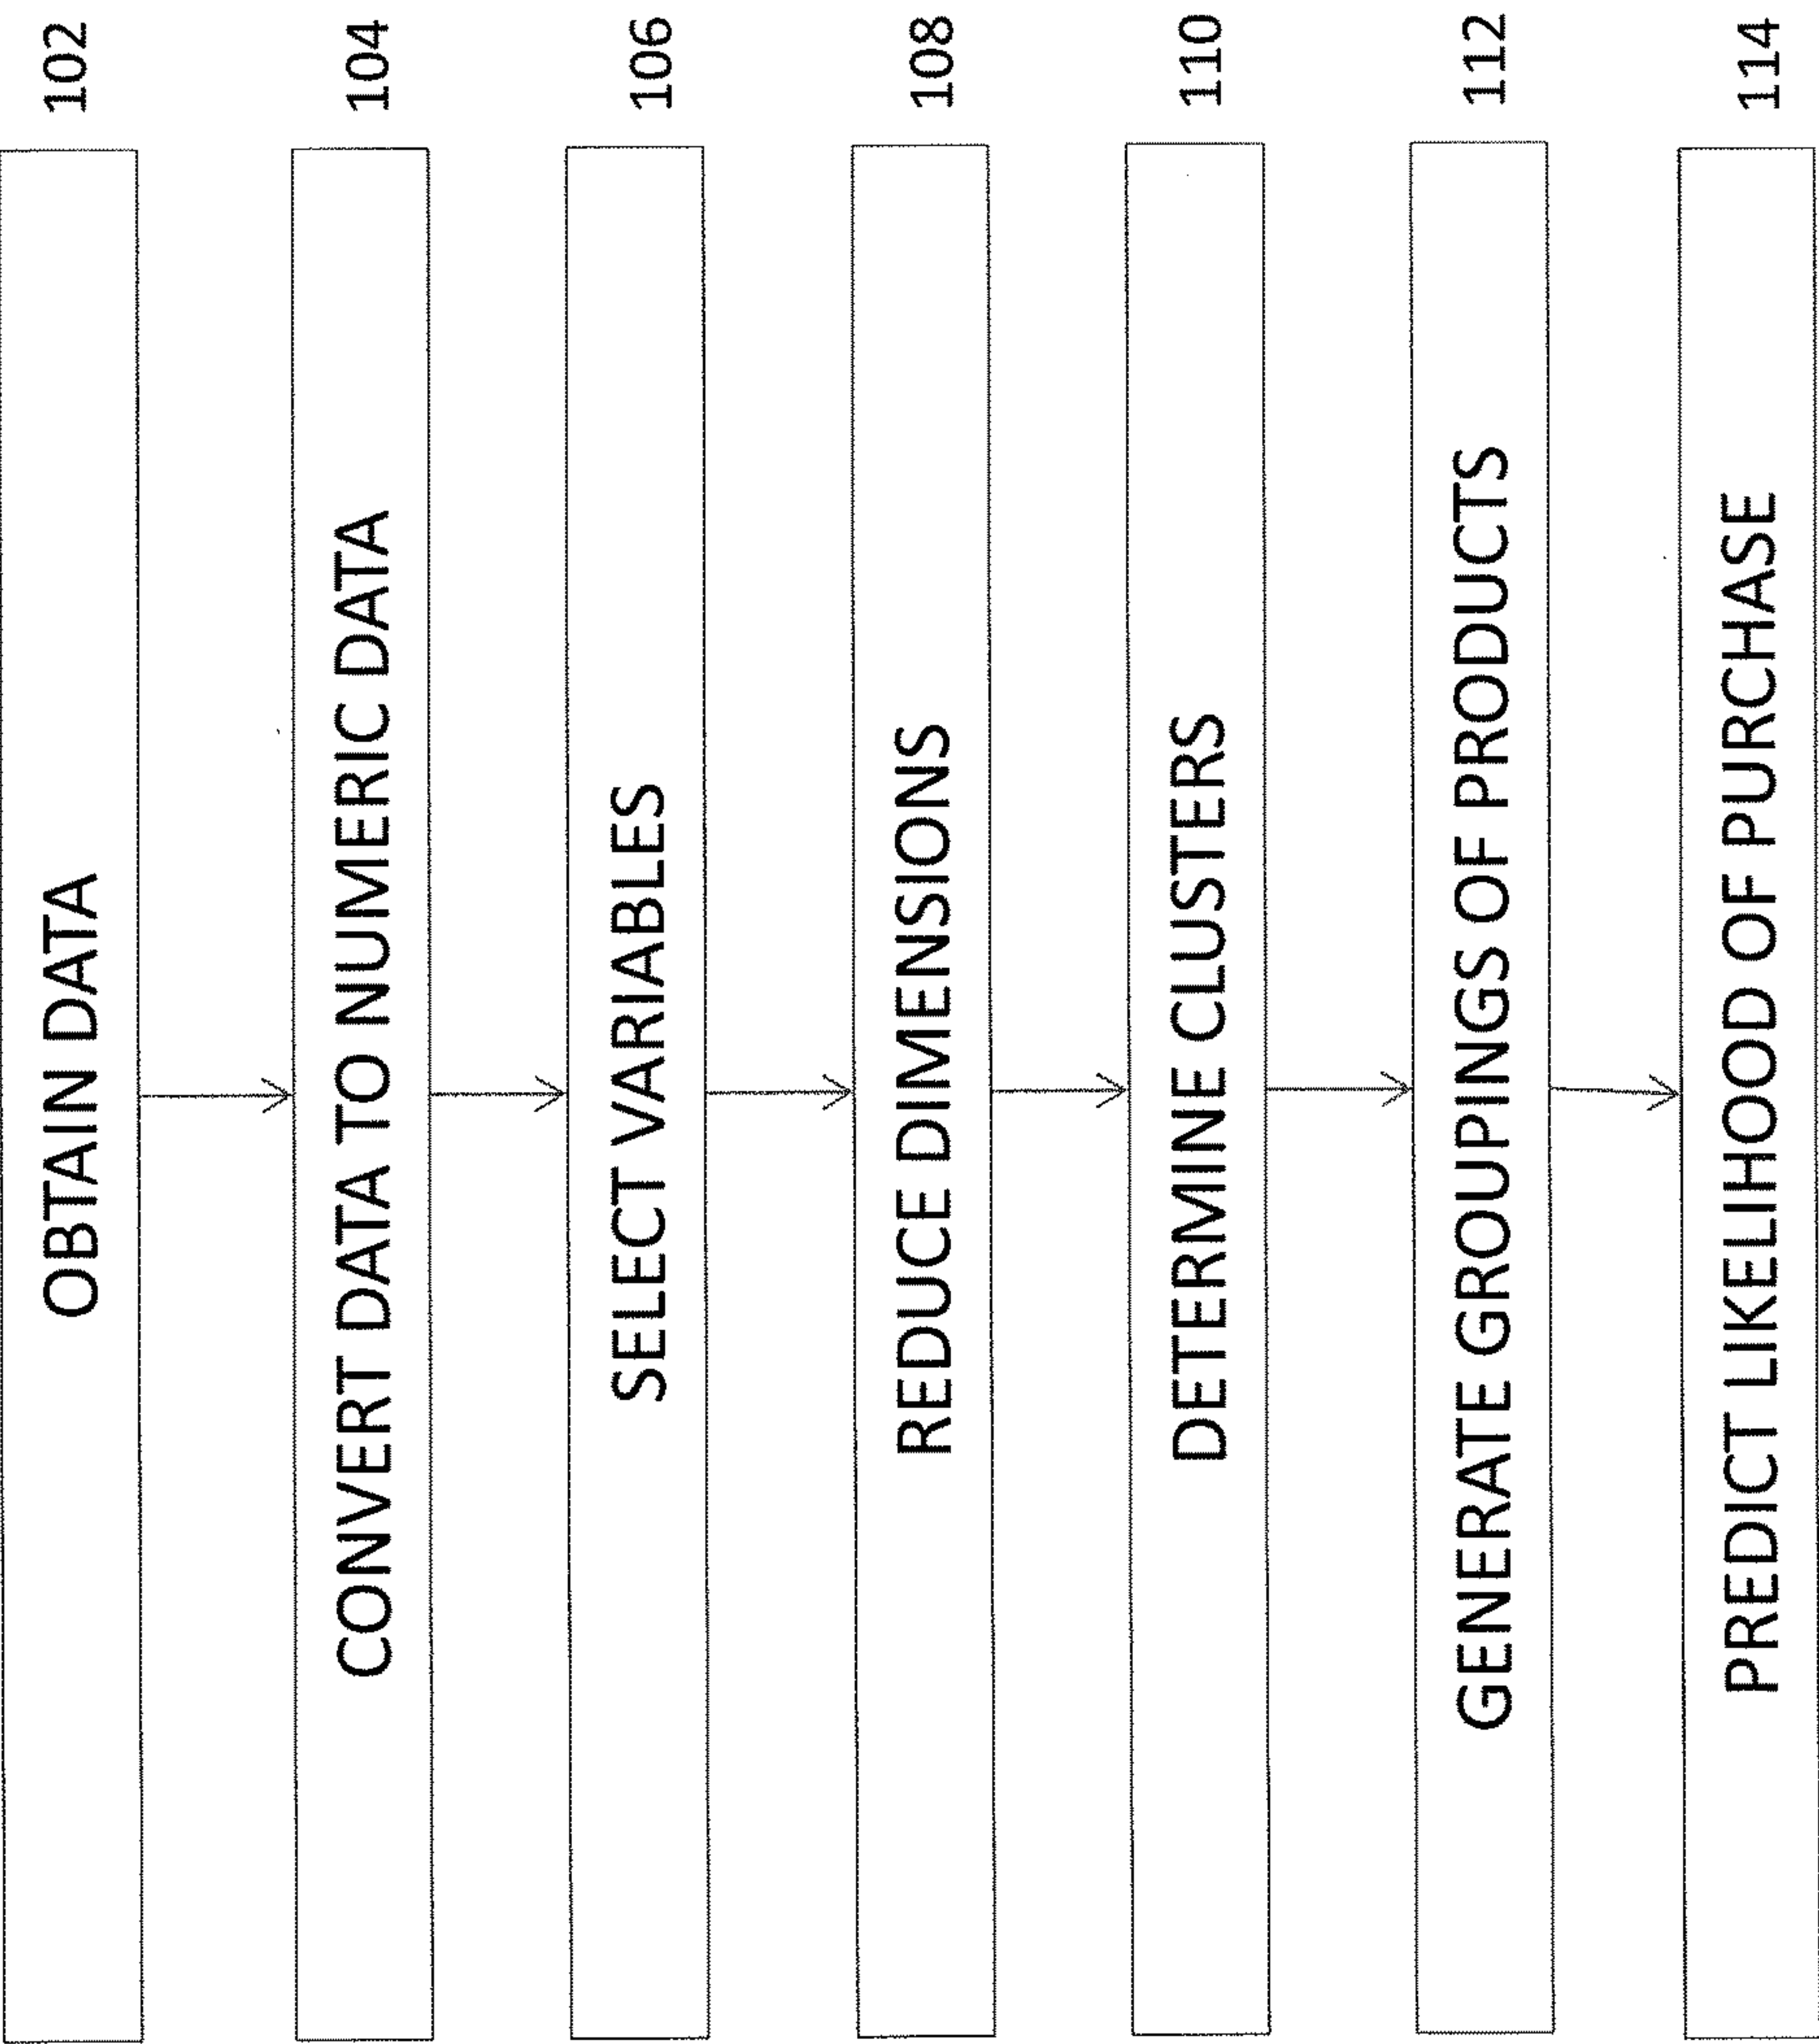 OBTAIN DATA 102
CONVERT DATA TO NUMERIC DATA 104
SELECT VARIABLES 106
REDUCE DIMENSIONS 108
DETERMINE CLUSTERS 110
GENERATE GROUPINGS OF PRODUCTS 112
PREDICT LIKELIHOOD OF PURCHASE 114